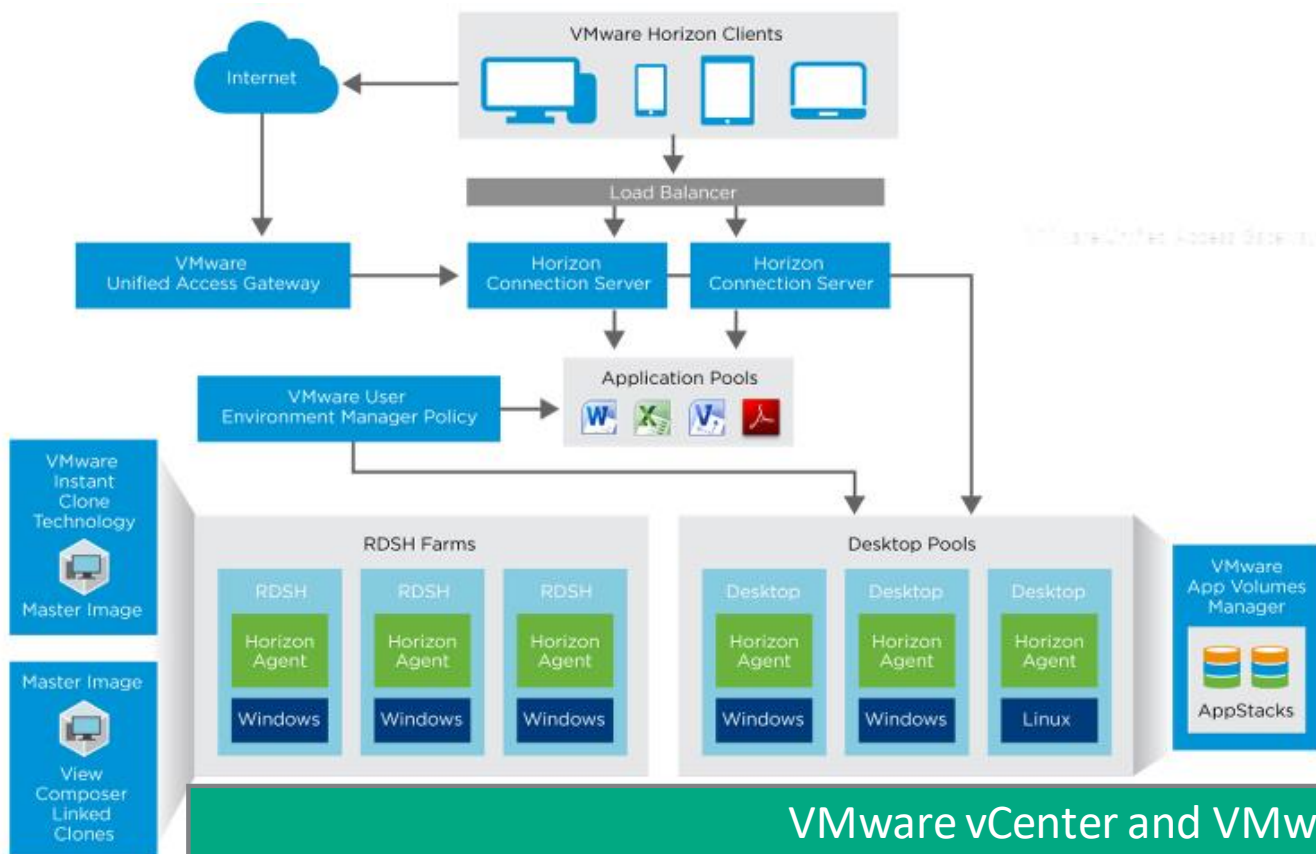 VMware Horizon Clients
Internet
Load Balancer
VMware
Unified Access Gateway
Horizon
Connection Server
Horizon
Connection Server
Application Pools
VMware User
Environment Manager Policy
W
X
V
VMware
Instant
Clone
Technology
Master Image
Master Image
View
Composer
Linked
Clones
RDSH Farms
RDSH
Horizon
Agent
Windows
RDSH
Horizon
Agent
Windows
RDSH
Horizon
Agent
Windows
Desktop Pools
Desktop
Horizon
Agent
Windows
Desktop
Horizon
Agent
Windows
Desktop
Horizon
Agent
Linux
VMware
App Volumes
Manager
AppStacks
VMware vCenter and VMw